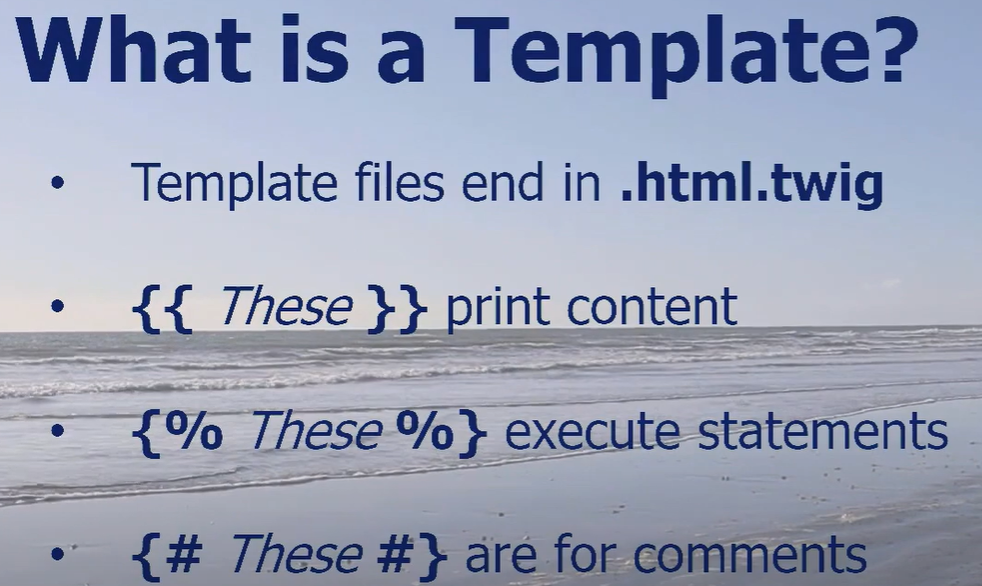 What is a Template?
• Template files end in .html.twig
• {{ These }} print content
• {% These %} execute statements
• {# These #} are for comments